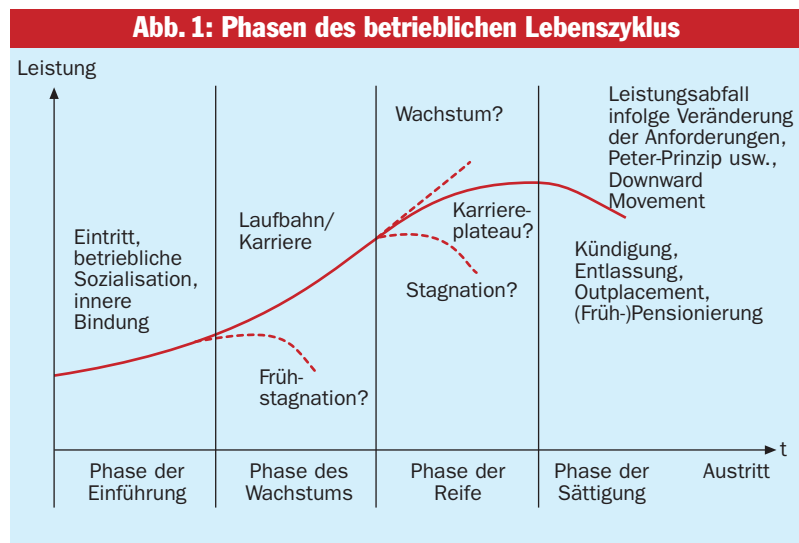 Abb. 1: Phasen des betrieblichen Lebenszyklus
Leistung
Eintritt,
betriebliche
Sozialisation,
innere
Bindung
Laufbahn/
Karriere
Früh-
stagnation?
Wachstum?
Karriere-
plateau?
Stagnation?
Leistungsabfall
infolge Veränderung
der Anforderungen,
Peter-Prinzip usw.,
Downward
Movement
Kündigung,
Entlassung,
Outplacement,
(Früh-)Pensionierung
t
Phase der
Einführung
Phase des
Wachstums
Phase der
Reife
Phase der
Sättigung
Austritt